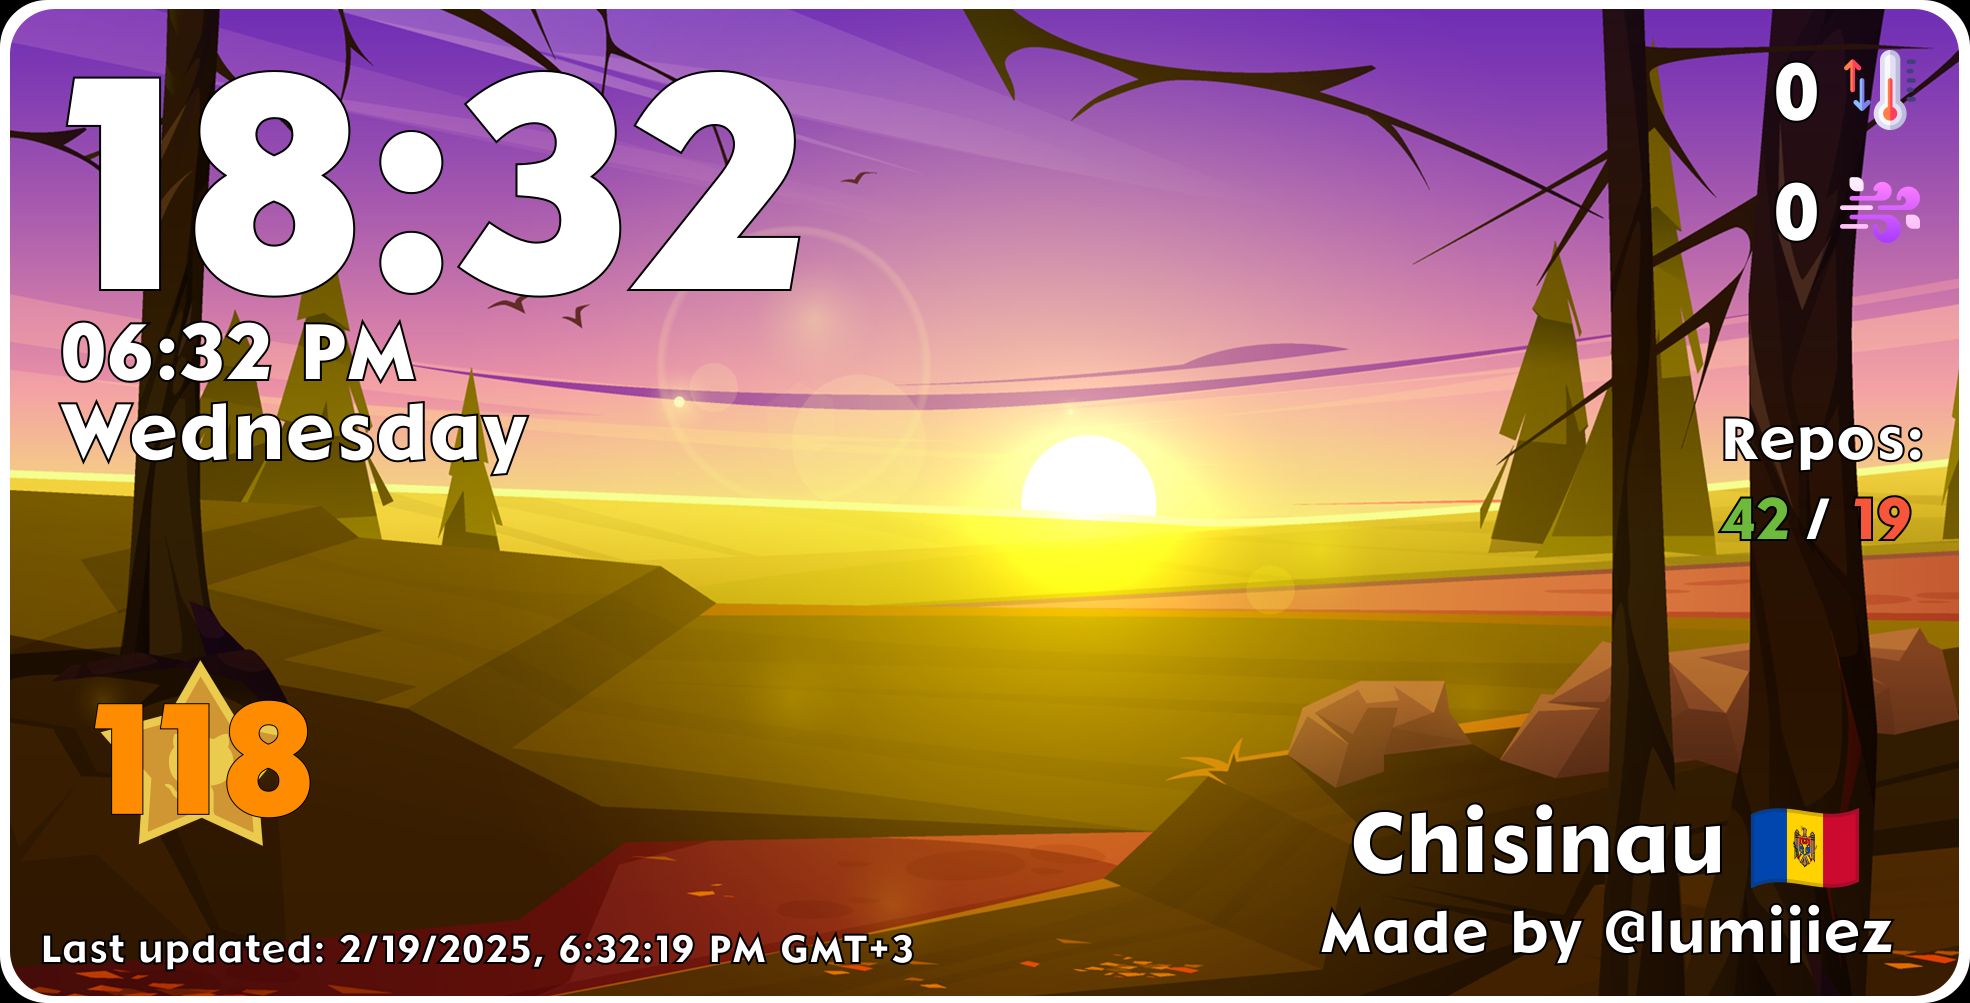 18:32
06:32 PM
Wednesday
0
0
Repos:
42 / 19
118
Chisinau
Made by @lumijiez
Last updated: 2/19/2025, 6:32:19 PM GMT+3